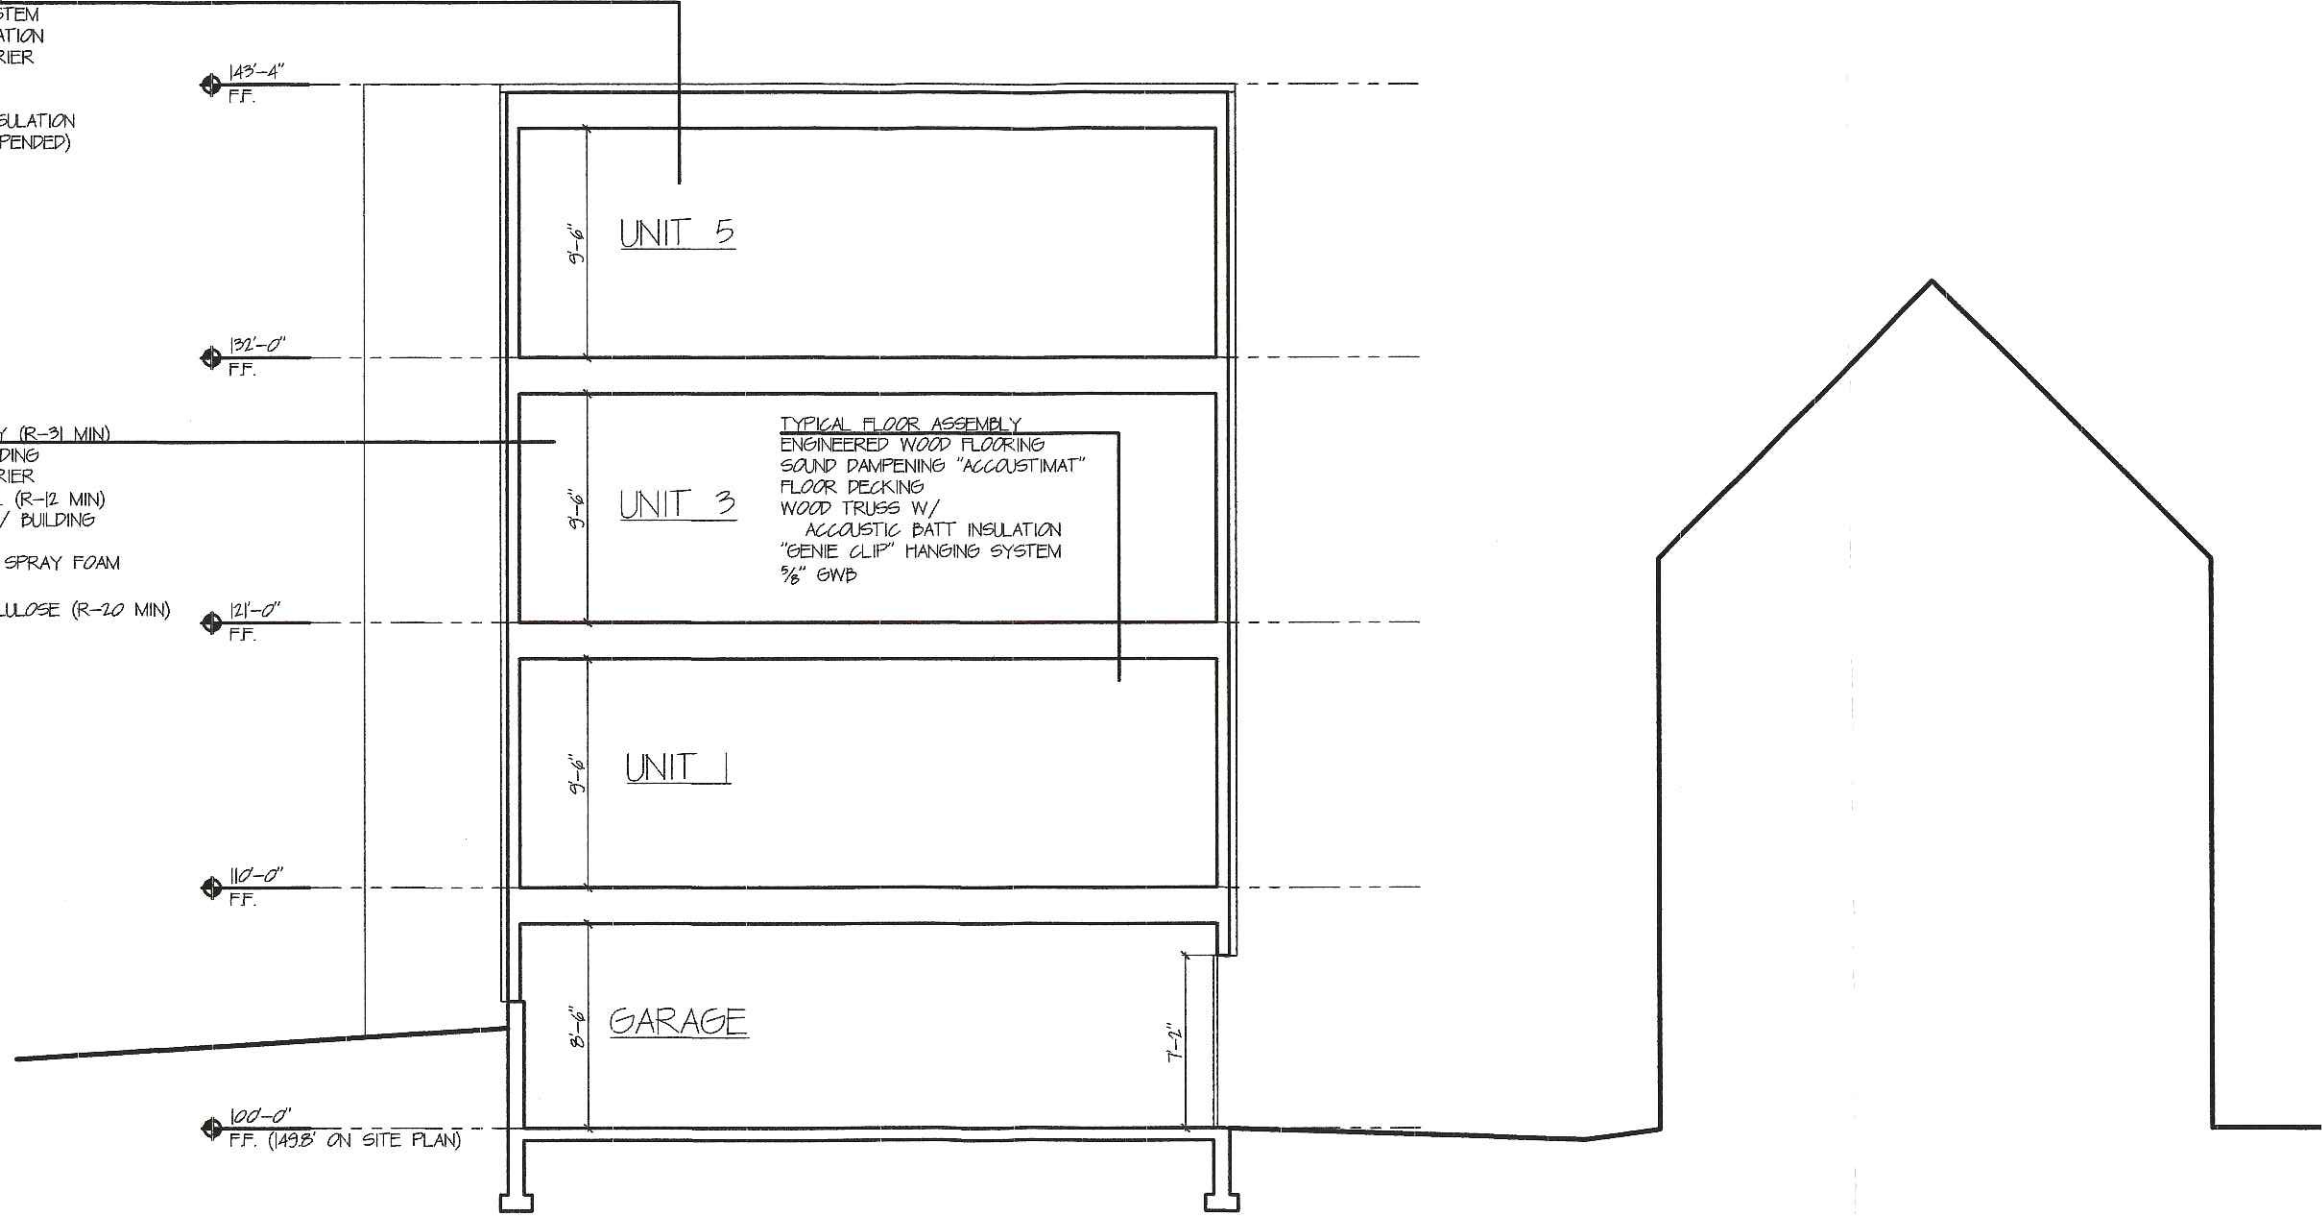 STEM
ATION
RIER
143'-4"
F.F.
SULATION
PENDED)
UNIT 5
9'-6"
132'-0"
F.F.
Y (R-31 MIN)
DING
RIER
(R-12 MIN)
/ BUILDING
SPRAY FOAM
LULOSE (R-20 MIN)
TYPICAL FLOOR ASSEMBLY
ENGINEERED WOOD FLOORING
SOUND DAMPENING "ACCOUSTIMAT"
FLOOR DECKING
WOOD TRUSS W/
ACCOUSTIC BATT INSULATION
"GENIE CLIP" HANGING SYSTEM
5/8" GWB
UNIT 3
9'-6"
121'-0"
F.F.
UNIT 1
9'-6"
110'-0"
F.F.
GARAGE
8'-6"
7'-2"
100'-0"
F.F. (149.8' ON SITE PLAN)